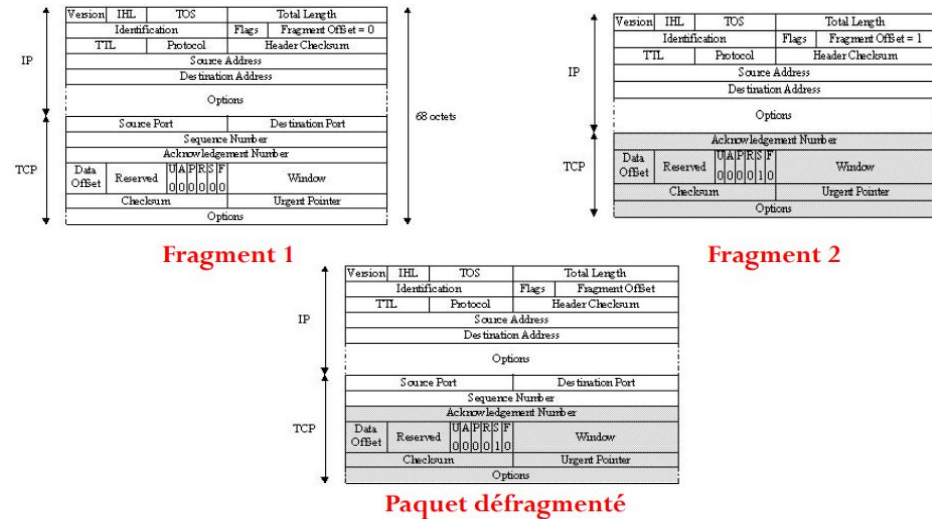 Version IHL TOS Total Length
Identification Flags Fragment Offset = 0
TTL Protocol Header Checksum
IP
Source Address
Destination Address
Options
Source Port Destination Port
Sequence Number
Acknowledgement Number
TCP
Data Offset Reserved U A P R S F Window
0 0 0 0 0 0
Checksum Urgent Pointer
Options
68 octets
Fragment 1
Version IHL TOS Total Length
Identification Flags Fragment Offset = 1
TTL Protocol Header Checksum
IP
Source Address
Destination Address
Options
Acknowledgement Number
TCP
Data Offset Reserved U A P R S F Window
0 0 0 0 1 0
Checksum Urgent Pointer
Options
Fragment 2
Version IHL TOS Total Length
Identification Flags Fragment Offset
TTL Protocol Header Checksum
IP
Source Address
Destination Address
Options
Source Port Destination Port
Sequence Number
Acknowledgement Number
TCP
Data Offset Reserved U A P R S F Window
0 0 0 0 1 0
Checksum Urgent Pointer
Options
Paquet défragmenté